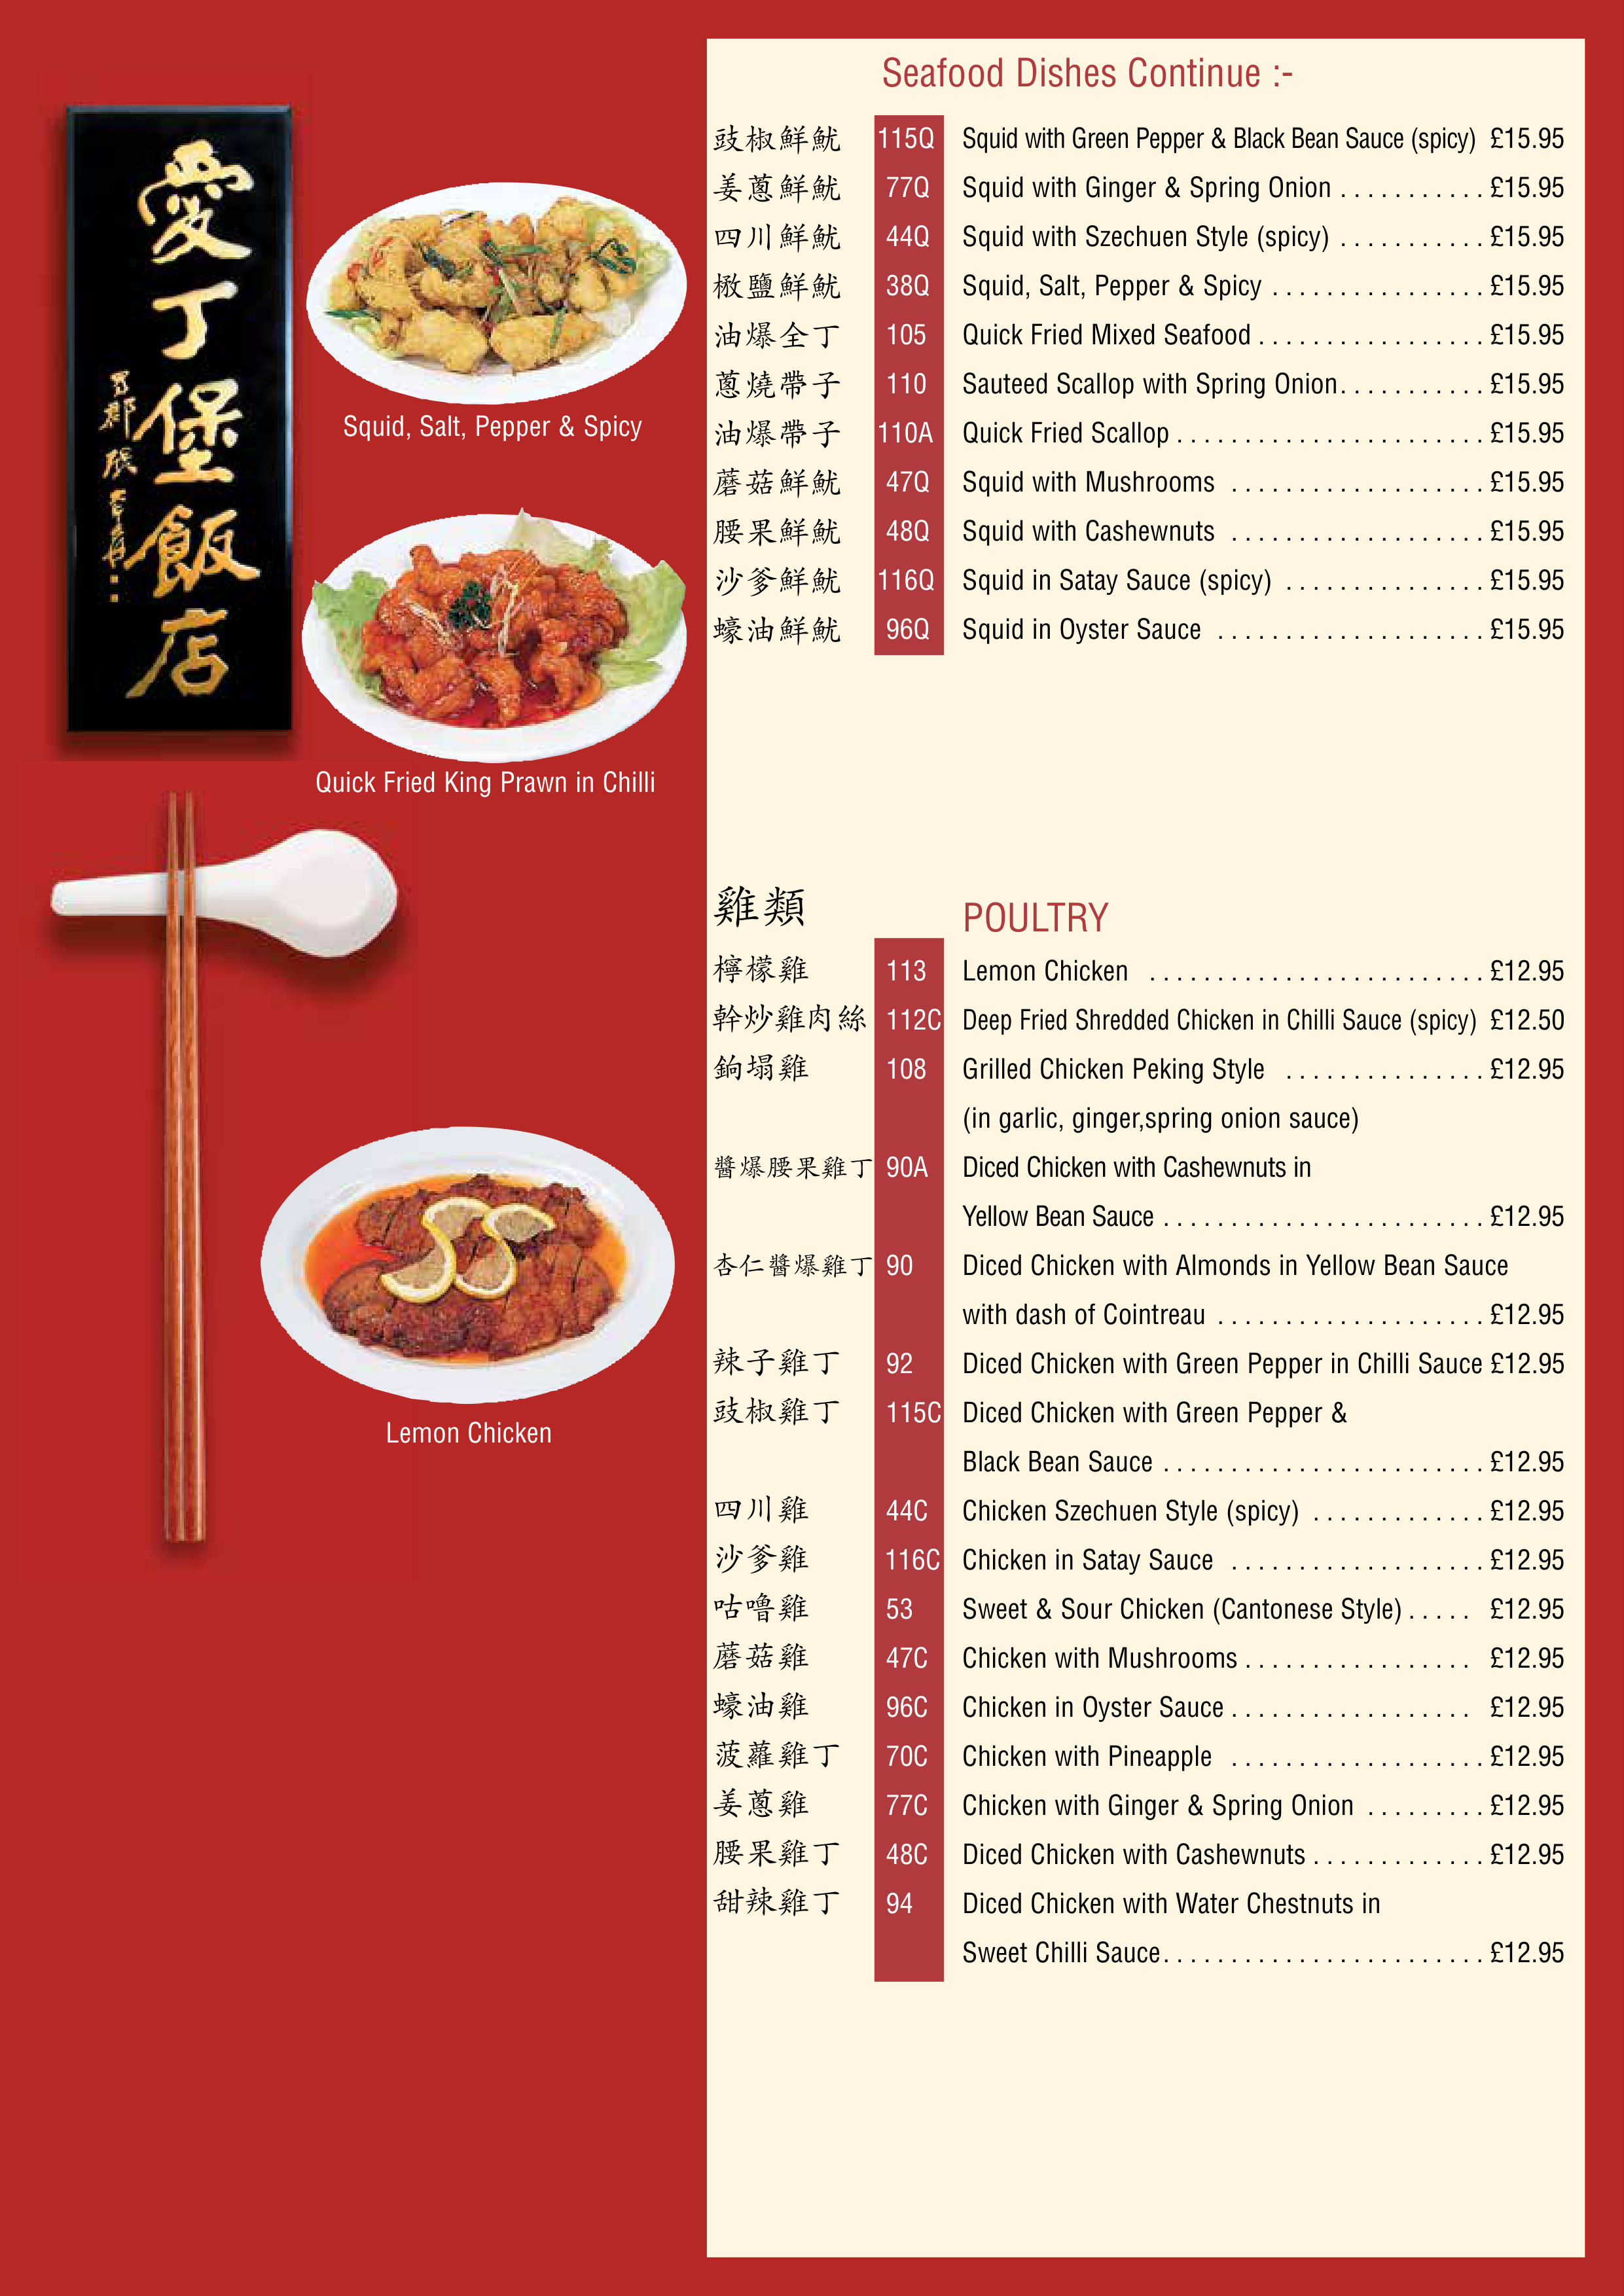 愛丁堡飯店
Squid, Salt, Pepper & Spicy
Quick Fried King Prawn in Chilli
Lemon Chicken
Seafood Dishes Continue :-
豉椒鮮魷 115Q Squid with Green Pepper & Black Bean Sauce (spicy) £15.95
姜蔥鮮魷 77Q Squid with Ginger & Spring Onion . . . . . . . . . . . £15.95
四川鮮魷 44Q Squid with Szechuen Style (spicy) . . . . . . . . . . . £15.95
檄鹽鮮魷 38Q Squid, Salt, Pepper & Spicy . . . . . . . . . . . . . . . . £15.95
油爆全丁 105 Quick Fried Mixed Seafood . . . . . . . . . . . . . . . . . £15.95
蔥燒帶子 110 Sauteed Scallop with Spring Onion. . . . . . . . . . . £15.95
油爆帶子 110A Quick Fried Scallop . . . . . . . . . . . . . . . . . . . . . . . £15.95
蘑菇鮮魷 47Q Squid with Mushrooms . . . . . . . . . . . . . . . . . . . £15.95
腰果鮮魷 48Q Squid with Cashewnuts . . . . . . . . . . . . . . . . . . . £15.95
沙爹鮮魷 116Q Squid in Satay Sauce (spicy) . . . . . . . . . . . . . . . £15.95
蠔油鮮魷 96Q Squid in Oyster Sauce . . . . . . . . . . . . . . . . . . . . £15.95
雞類 POULTRY
檸檬雞 113 Lemon Chicken . . . . . . . . . . . . . . . . . . . . . . . . . £12.95
幹炒雞肉絲 112C Deep Fried Shredded Chicken in Chilli Sauce (spicy) £12.50
鉤塌雞 108 Grilled Chicken Peking Style . . . . . . . . . . . . . . . £12.95
(in garlic, ginger,spring onion sauce)
醬爆腰果雞丁 90A Diced Chicken with Cashewnuts in
Yellow Bean Sauce . . . . . . . . . . . . . . . . . . . . . . . . £12.95
杏仁醬爆雞丁 90 Diced Chicken with Almonds in Yellow Bean Sauce
with dash of Cointreau . . . . . . . . . . . . . . . . . . . . £12.95
辣子雞丁 92 Diced Chicken with Green Pepper in Chilli Sauce £12.95
豉椒雞丁 115C Diced Chicken with Green Pepper &
Black Bean Sauce . . . . . . . . . . . . . . . . . . . . . . . . £12.95
四川雞 44C Chicken Szechuen Style (spicy) . . . . . . . . . . . . . £12.95
沙爹雞 116C Chicken in Satay Sauce . . . . . . . . . . . . . . . . . . . £12.95
咕嚕雞 53 Sweet & Sour Chicken (Cantonese Style) . . . . . £12.95
蘑菇雞 47C Chicken with Mushrooms . . . . . . . . . . . . . . . . . £12.95
蠔油雞 96C Chicken in Oyster Sauce . . . . . . . . . . . . . . . . . . £12.95
菠蘿雞丁 70C Chicken with Pineapple . . . . . . . . . . . . . . . . . . . £12.95
姜蔥雞 77C Chicken with Ginger & Spring Onion . . . . . . . . . £12.95
腰果雞丁 48C Diced Chicken with Cashewnuts . . . . . . . . . . . . . £12.95
甜辣雞丁 94 Diced Chicken with Water Chestnuts in
Sweet Chilli Sauce. . . . . . . . . . . . . . . . . . . . . . . . £12.95